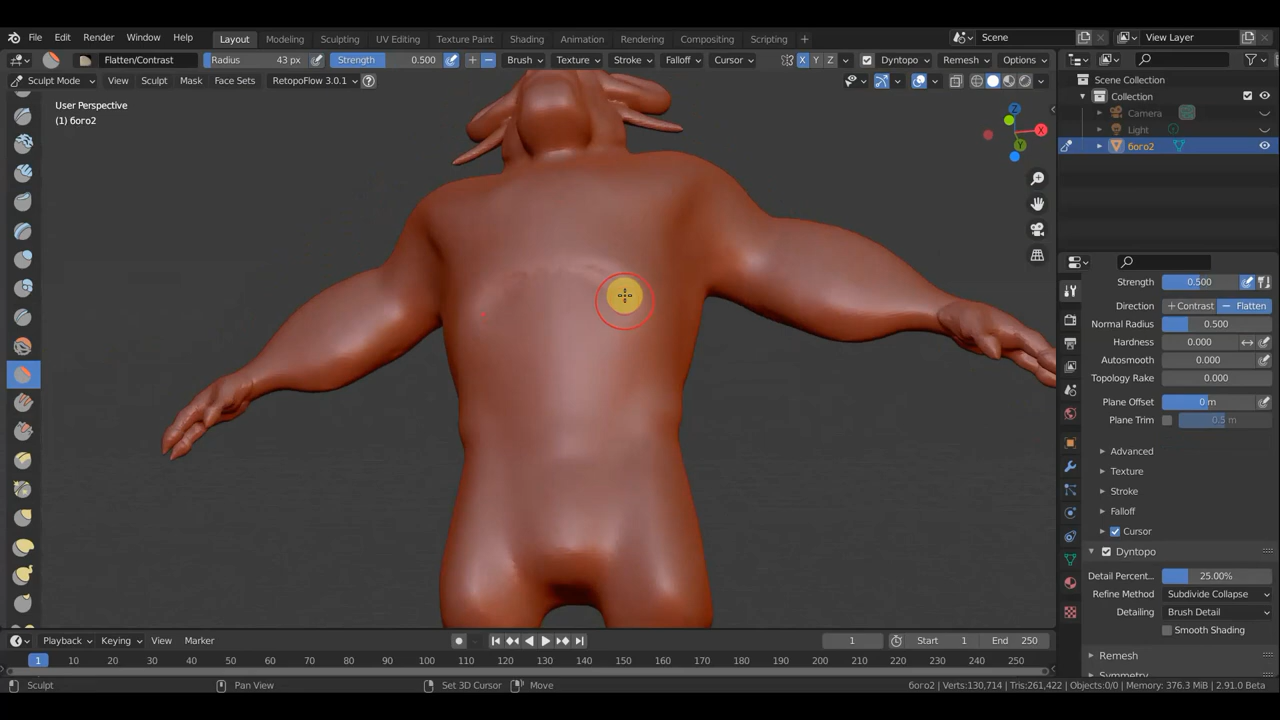 File Edit Render Window Help Layout Modeling Sculpting UV Editing Texture Paint Shading Animation Rendering Compositing Scripting + Scene View Layer
Flatten/Contrast Radius 43 px Strength 0.500 Brush Texture Stroke Falloff Cursor X Y Z Dyntopo Remesh Options
Sculpt Mode View Sculpt Mask Face Sets RetopoFlow 3.0.1
User Perspective
(1) бого2
Z
X
Y
Scene Collection
Collection
Camera
Light
бого2
Strength 0.500
Direction + Contrast − Flatten
Normal Radius 0.500
Hardness 0.000
Autosmooth 0.000
Topology Rake 0.000
Plane Offset 0 m
Plane Trim 0.5 m
Advanced
Texture
Stroke
Falloff
Cursor
Dyntopo
Detail Percent... 25.00%
Refine Method Subdivide Collapse
Detailing Brush Detail
Smooth Shading
Remesh
Symmetry
Playback Keying View Marker 1 Start 1 End 250
1 10 20 30 40 50 60 70 80 90 100 110 120 130 140 150 160 170 180 190 200 210 220 230 240 250
Sculpt Pan View Set 3D Cursor Move бого2 | Verts:130,714 | Tris:261,422 | Objects:0/0 | Memory: 376.3 MiB | 2.91.0 Beta